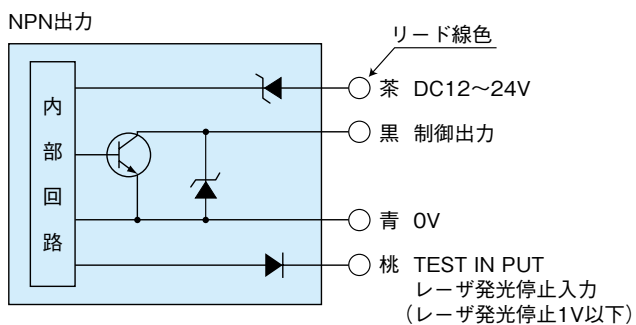 NPN出力
リード線色
茶 DC12〜24V
黒 制御出力
内部回路
青 0V
桃 TEST IN PUT
レーザ発光停止入力
（レーザ発光停止1V以下）